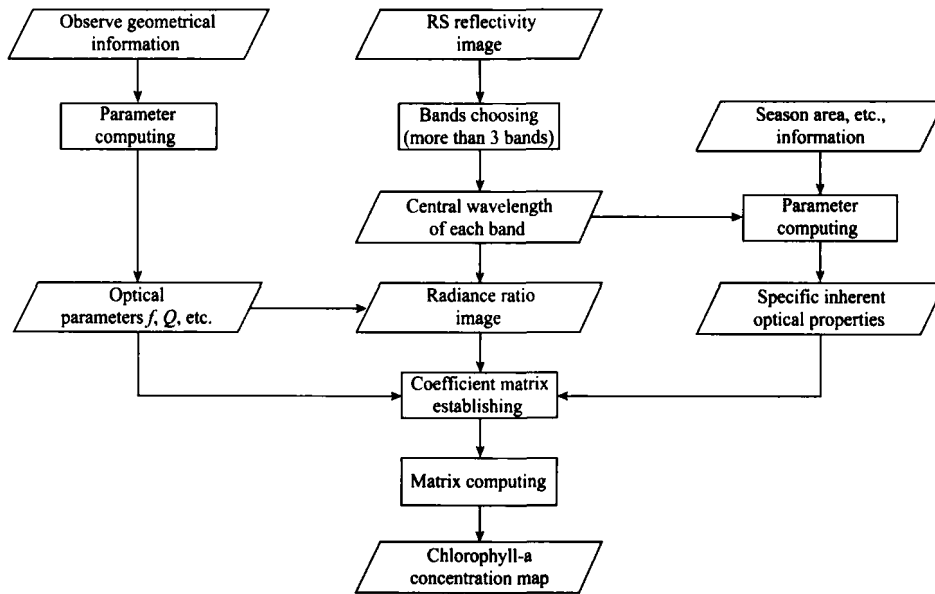 Observe geometrical
information
RS reflectivity
image
Parameter
computing
Bands choosing
(more than 3 bands)
Season area, etc.,
information
Central wavelength
of each band
Parameter
computing
Optical
parameters f, Q, etc.
Radiance ratio
image
Specific inherent
optical properties
Coefficient matrix
establishing
Matrix computing
Chlorophyll-a
concentration map